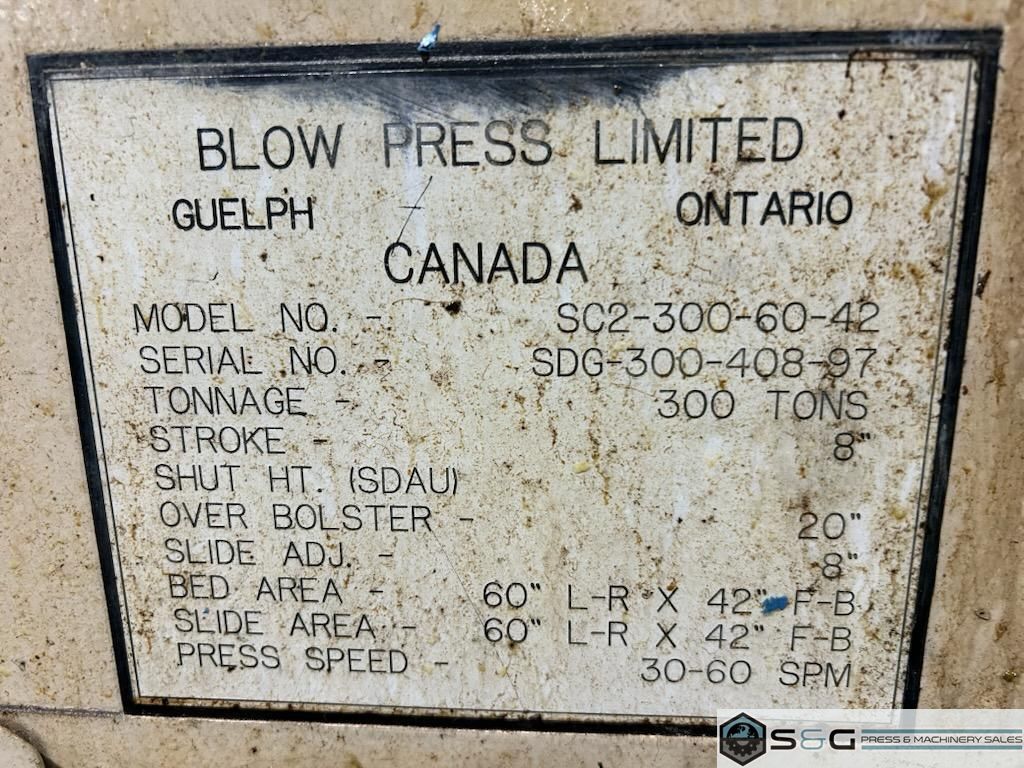 BLOW PRESS LIMITED
GUELPH - ONTARIO
CANADA
MODEL NO. - SC2-300-60-42
SERIAL NO. - SDG-300-408-97
TONNAGE - 300 TONS
STROKE - 8"
SHUT HT. (SDAU)
OVER BOLSTER - 20"
SLIDE ADJ. - 8"
BED AREA - 60" L-R X 42" F-B
SLIDE AREA - 60" L-R X 42" F-B
PRESS SPEED - 30-60 SPM
S&G PRESS & MACHINERY SALES